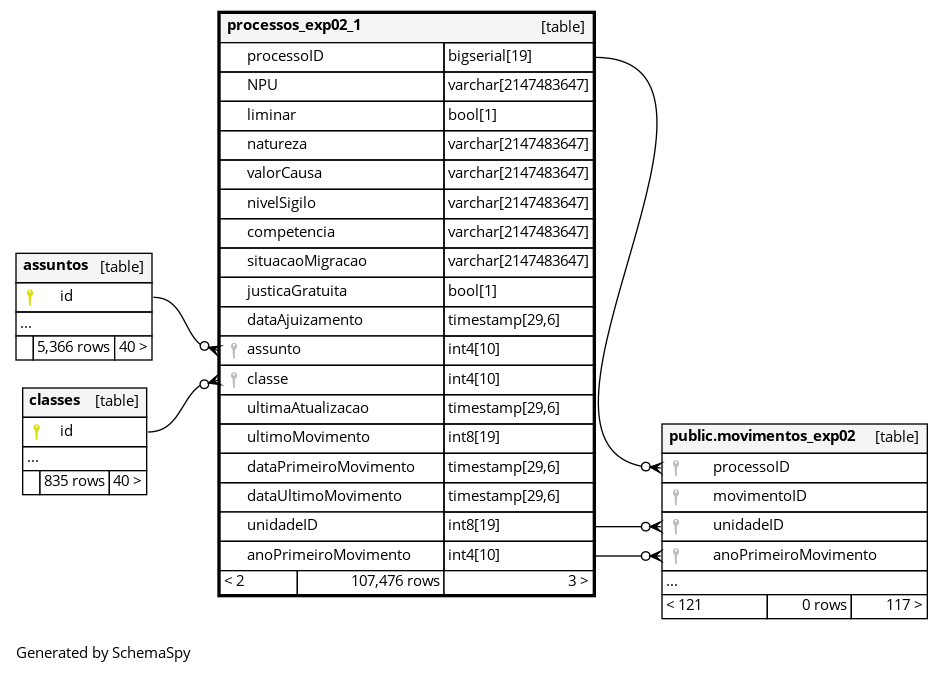 processos_exp02_1 [table]
processoID bigserial[19]
NPU varchar[2147483647]
liminar bool[1]
natureza varchar[2147483647]
valorCausa varchar[2147483647]
nivelSigilo varchar[2147483647]
competencia varchar[2147483647]
situacaoMigracao varchar[2147483647]
justicaGratuita bool[1]
dataAjuizamento timestamp[29,6]
assunto int4[10]
classe int4[10]
ultimaAtualizacao timestamp[29,6]
ultimoMovimento int8[19]
dataPrimeiroMovimento timestamp[29,6]
dataUltimoMovimento timestamp[29,6]
unidadeID int8[19]
anoPrimeiroMovimento int4[10]
< 2 107,476 rows 3 >
assuntos [table]
id
...
5,366 rows 40 >
classes [table]
id
...
835 rows 40 >
public.movimentos_exp02 [table]
processoID
movimentoID
unidadeID
anoPrimeiroMovimento
...
< 121 0 rows 117 >
Generated by SchemaSpy